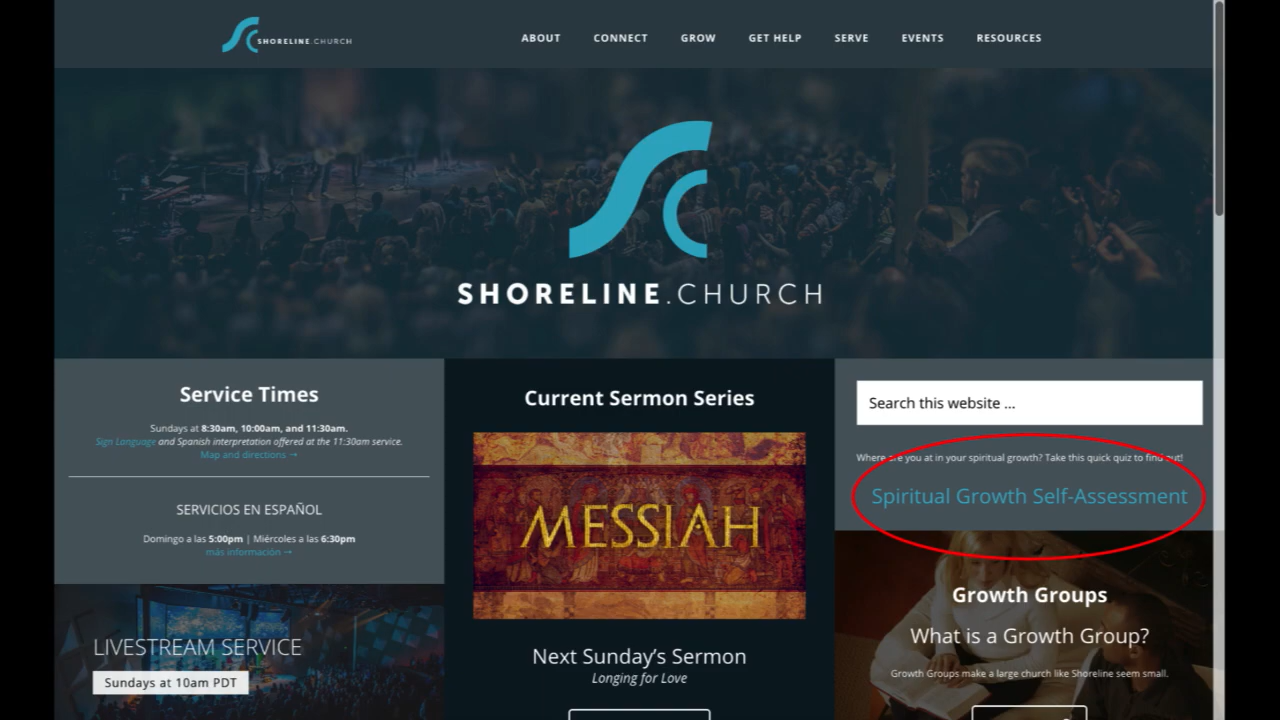 SHORELINE.CHURCH
ABOUT CONNECT GROW GET HELP SERVE EVENTS RESOURCES
SHORELINE.CHURCH
Service Times
Sundays at 8:30am, 10:00am, and 11:30am.
Sign Language and Spanish interpretation offered at the 11:30am service.
Map and directions →
SERVICIOS EN ESPAÑOL
Domingo a las 5:00pm | Miércoles a las 6:30pm
más información →
LIVESTREAM SERVICE
Sundays at 10am PDT
Current Sermon Series
MESSIAH
Next Sunday's Sermon
Longing for Love
Search this website ...
Where are you at in your spiritual growth? Take this quick quiz to find out!
Spiritual Growth Self-Assessment
Growth Groups
What is a Growth Group?
Growth Groups make a large church like Shoreline seem small.